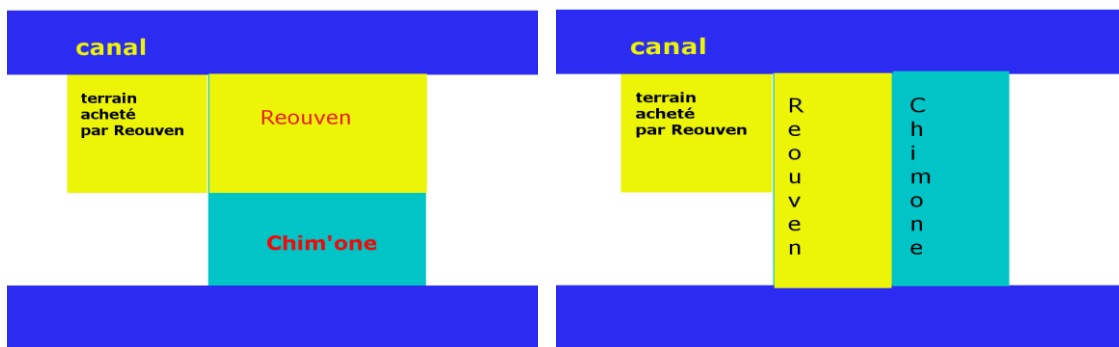 canal
terrain
acheté
par Reouven
Reouven
Chim'one
canal
terrain
acheté
par Reouven
R
e
o
u
v
e
n
C
h
i
m
o
n
e